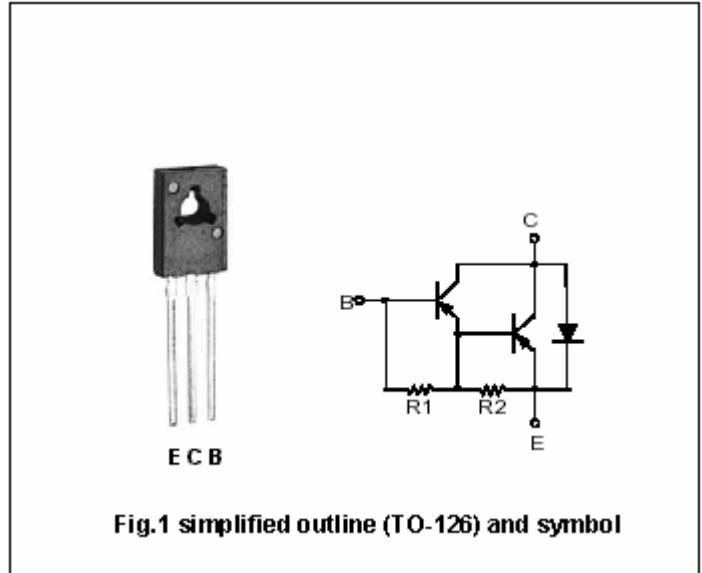 C
B
R1 R2
E
E C B
Fig.1 simplified outline (TO-126) and symbol